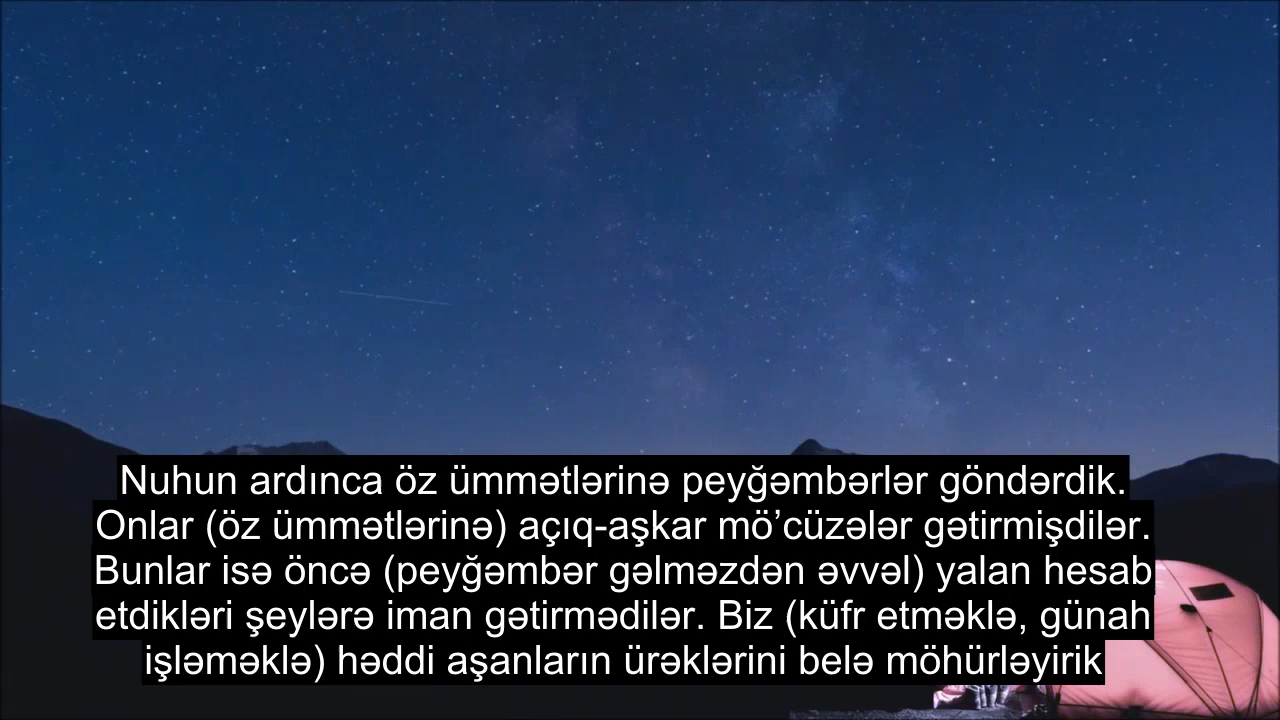 Nuhun ardınca öz ümmətlərinə peyğəmbərlər göndərdik.
Onlar (öz ümmətlərinə) açıq-aşkar mö’cüzələr gətirmişdilər.
Bunlar isə öncə (peyğəmbər gəlməzdən əvvəl) yalan hesab
etdikləri şeylərə iman gətirmədilər. Biz (küfr etməklə, günah
işləməklə) həddi aşanların ürəklərini belə möhürləyirik